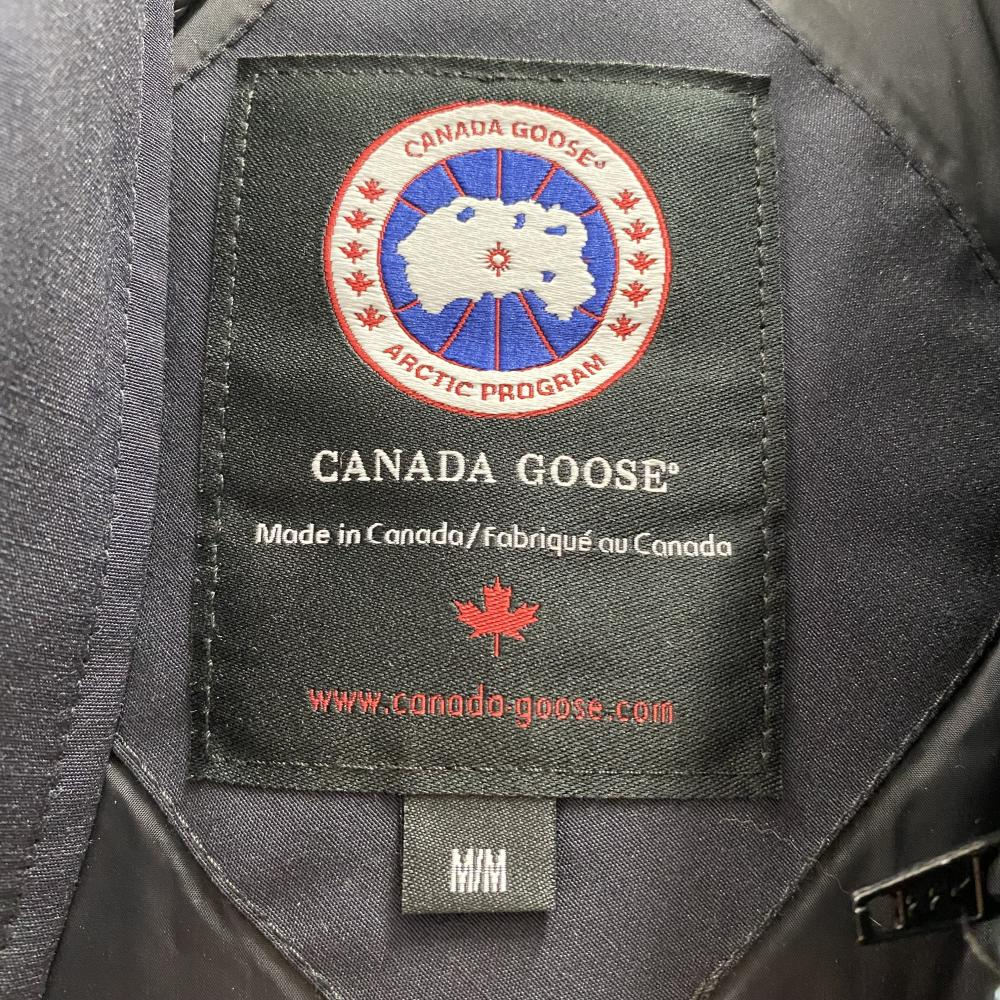 CANADA GOOSE®
ARCTIC PROGRAM
CANADA GOOSE®
Made in Canada/Fabriqué au Canada
www.canada-goose.com
M/M